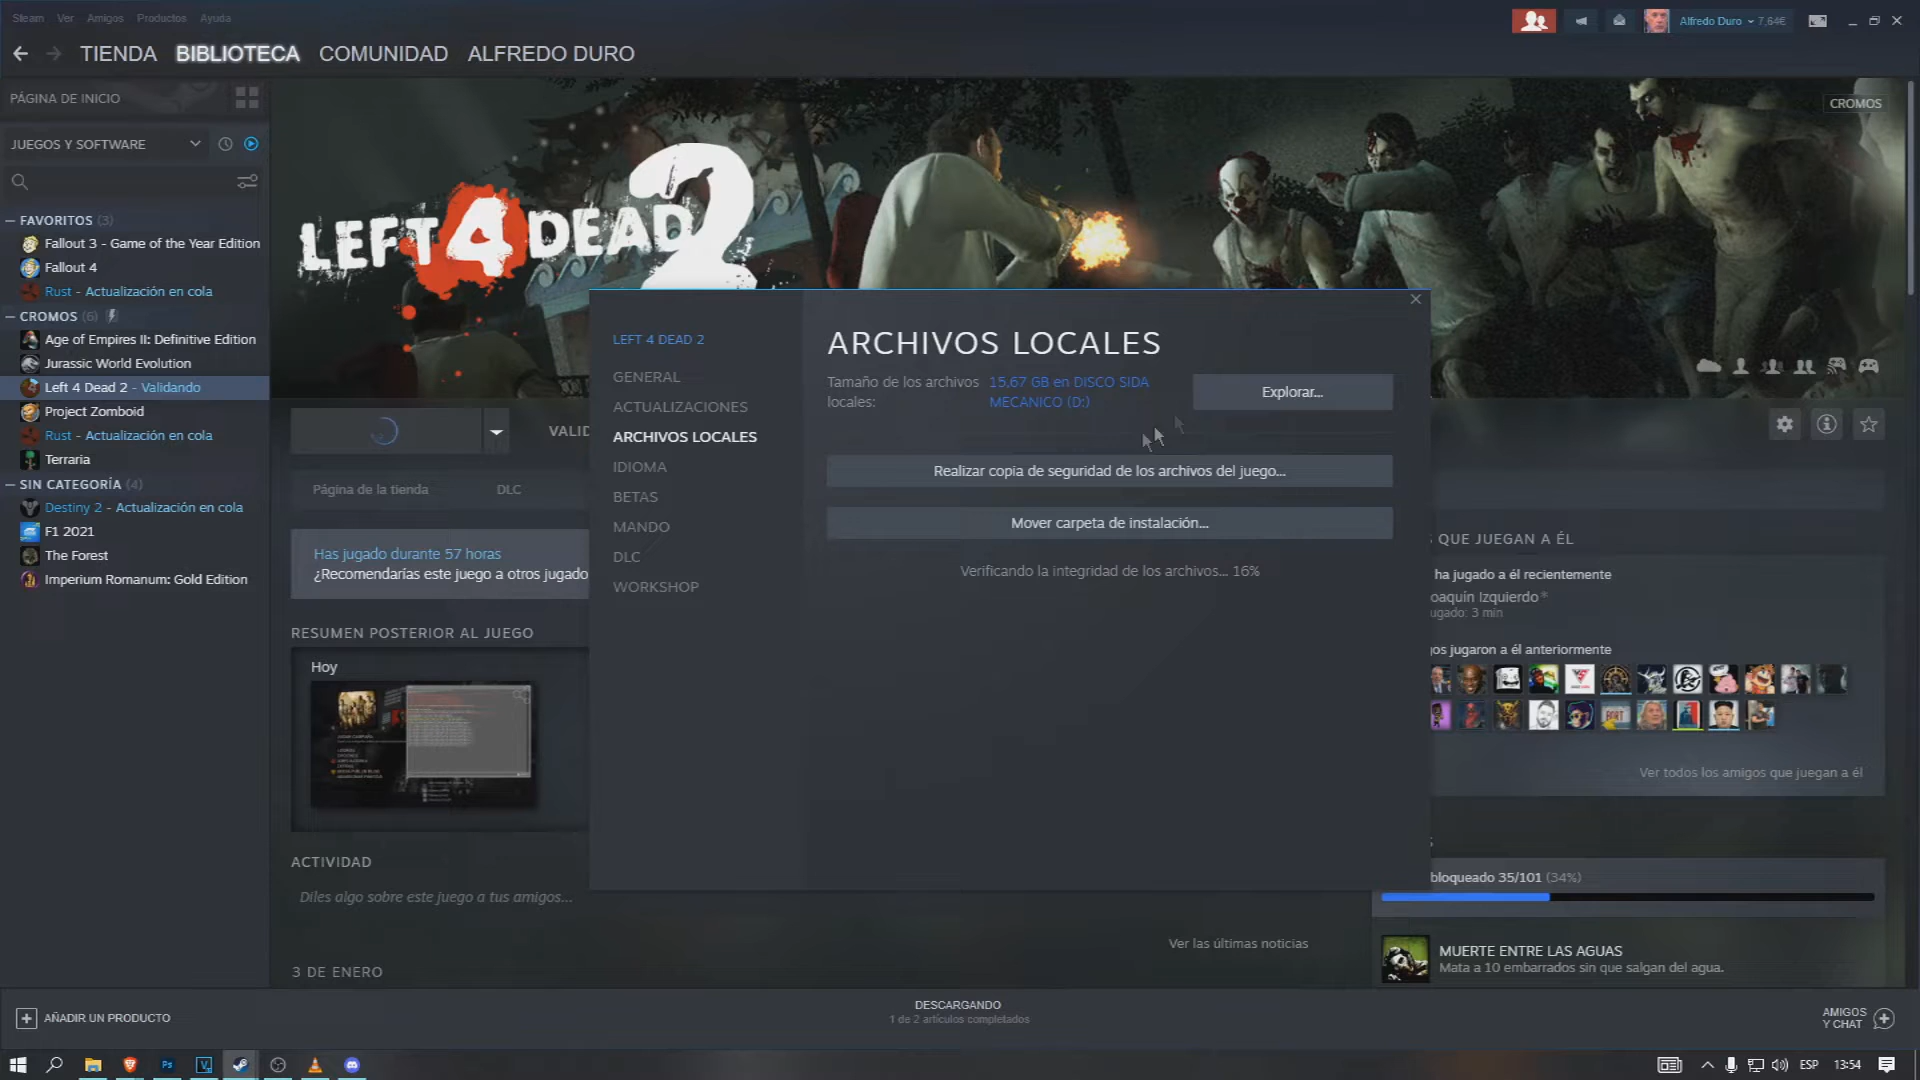 Steam Ver Amigos Productos Ayuda
Alfredo Duro 7,64€
TIENDA BIBLIOTECA COMUNIDAD ALFREDO DURO
PÁGINA DE INICIO
CROMOS
JUEGOS Y SOFTWARE
FAVORITOS (3)
Fallout 3 - Game of the Year Edition
Fallout 4
Rust - Actualización en cola
CROMOS (6)
Age of Empires II: Definitive Edition
Jurassic World Evolution
Left 4 Dead 2 - Validando
Project Zomboid
Rust - Actualización en cola
Terraria
SIN CATEGORÍA (4)
Destiny 2 - Actualización en cola
F1 2021
The Forest
Imperium Romanum: Gold Edition
LEFT 4 DEAD 2
VALID
Página de la tienda DLC
Has jugado durante 57 horas
¿Recomendarías este juego a otros jugado
RESUMEN POSTERIOR AL JUEGO
Hoy
ACTIVIDAD
Diles algo sobre este juego a tus amigos...
3 DE ENERO
Ver las últimas noticias
LEFT 4 DEAD 2
GENERAL
ACTUALIZACIONES
ARCHIVOS LOCALES
IDIOMA
BETAS
MANDO
DLC
WORKSHOP
ARCHIVOS LOCALES
Tamaño de los archivos locales:
15,67 GB en DISCO SIDA MECANICO (D:)
Explorar...
Realizar copia de seguridad de los archivos del juego...
Mover carpeta de instalación...
Verificando la integridad de los archivos... 16%
S QUE JUEGAN A ÉL
ha jugado a él recientemente
oaquín Izquierdo *
ugado: 3 min
gos jugaron a él anteriormente
Ver todos los amigos que juegan a él
bloqueado 35/101 (34%)
MUERTE ENTRE LAS AGUAS
Mata a 10 embarrados sin que salgan del agua.
AÑADIR UN PRODUCTO
DESCARGANDO
1 de 2 artículos completados
AMIGOS
Y CHAT
Ps
ESP 13:54